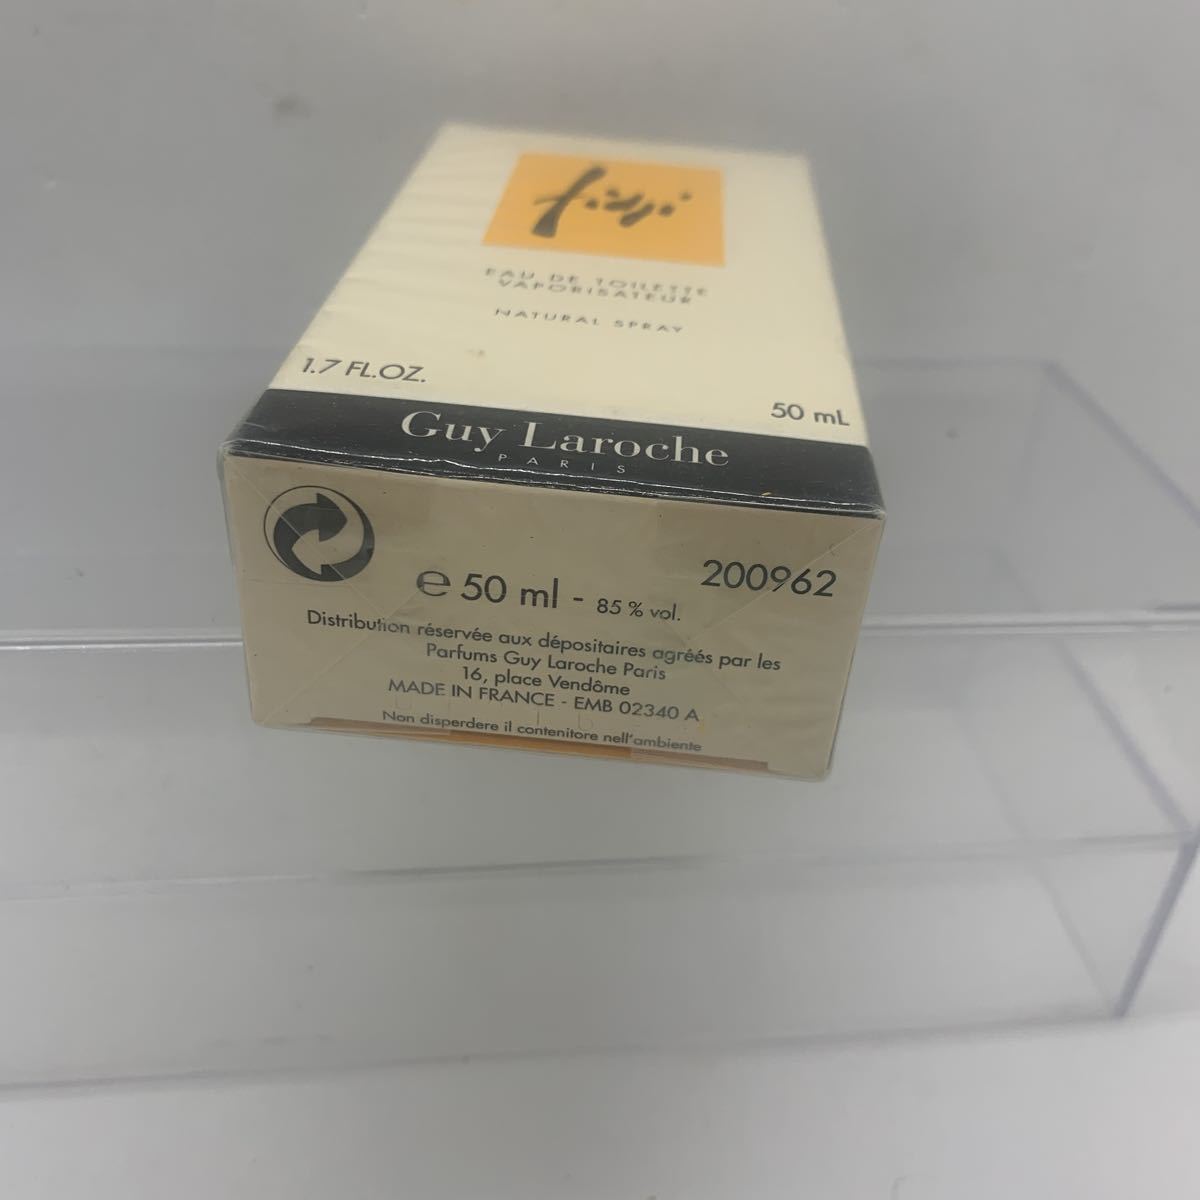 fidji
EAU DE TOILETTE
VAPORISATEUR
NATURAL SPRAY
1.7 FL.OZ.
50 mL
Guy Laroche
PARIS
200962
e 50 ml - 85 % vol.
Distribution réservée aux dépositaires agréés par les
Parfums Guy Laroche Paris
16, place Vendôme
MADE IN FRANCE - EMB 02340 A
Non disperdere il contenitore nell'ambiente